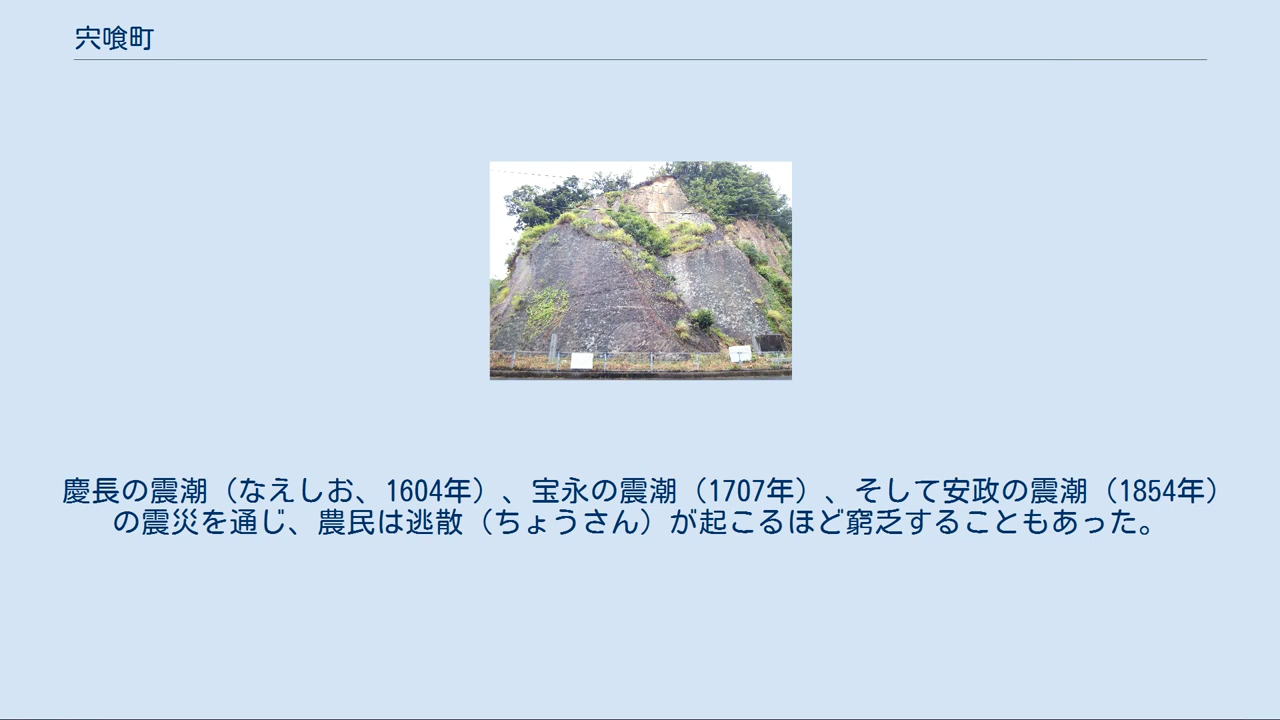 宍喰町
慶長の震潮（なえしお、1604年）、宝永の震潮（1707年）、そして安政の震潮（1854年）
の震災を通じ、農民は逃散（ちょうさん）が起こるほど窮乏することもあった。